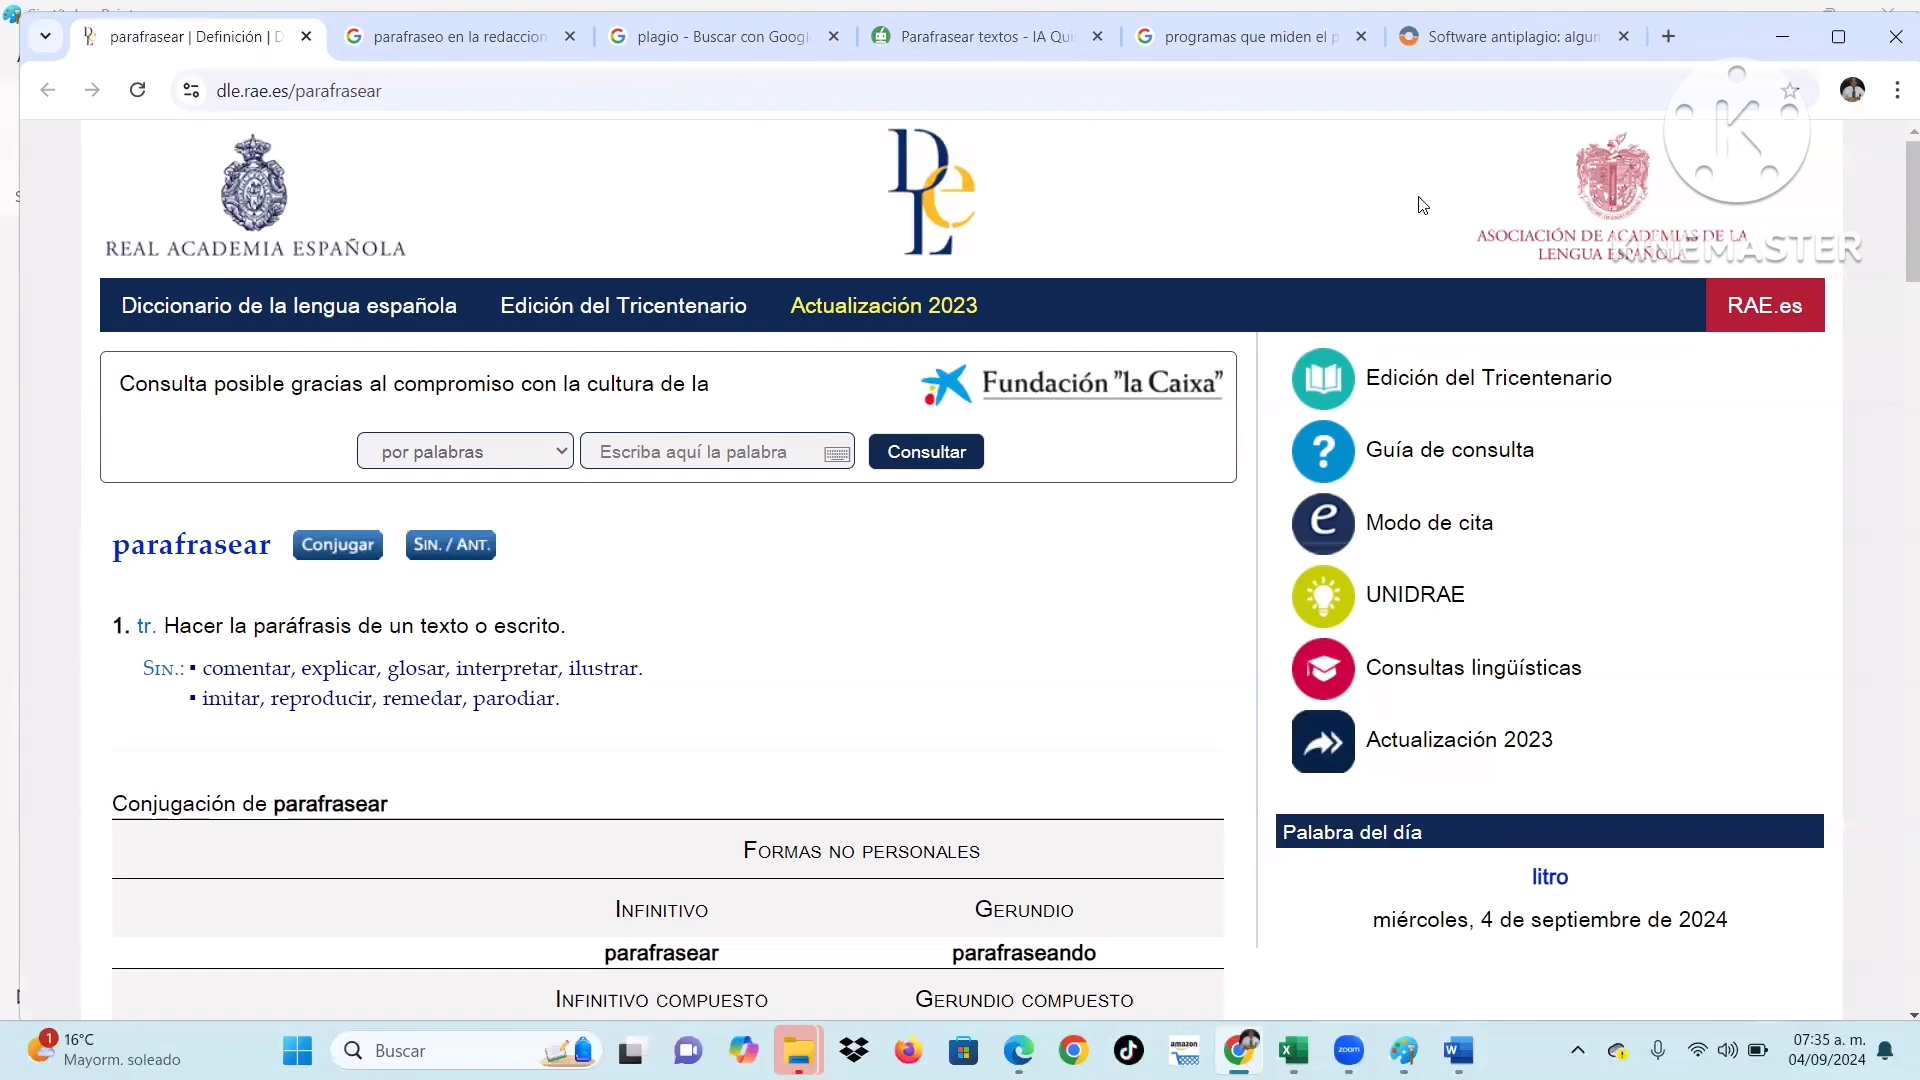 parafrasear | Definición | D
parafraseo en la redaccion
plagio - Buscar con Googl
Parafrasear textos - IA Qui
programas que miden el p
Software antiplagio: algun
dle.rae.es/parafrasear
REAL ACADEMIA ESPAÑOLA
DLe
ASOCIACIÓN DE ACADEMIAS DE LA
LENGUA ESPAÑOLA
K
KINEMASTER
Diccionario de la lengua española
Edición del Tricentenario
Actualización 2023
RAE.es
Consulta posible gracias al compromiso con la cultura de la
Fundación "la Caixa"
por palabras
Escriba aquí la palabra
Consultar
parafrasear
Conjugar
SIN. / ANT.
1. tr. Hacer la paráfrasis de un texto o escrito.
SIN.: ▪ comentar, explicar, glosar, interpretar, ilustrar.
▪ imitar, reproducir, remedar, parodiar.
Conjugación de parafrasear
FORMAS NO PERSONALES
INFINITIVO GERUNDIO
parafrasear parafraseando
INFINITIVO COMPUESTO GERUNDIO COMPUESTO
Edición del Tricentenario
? Guía de consulta
e Modo de cita
UNIDRAE
Consultas lingüísticas
Actualización 2023
Palabra del día
litro
miércoles, 4 de septiembre de 2024
1
16°C
Mayorm. soleado
Buscar
amazon
zoom
07:35 a. m.
04/09/2024